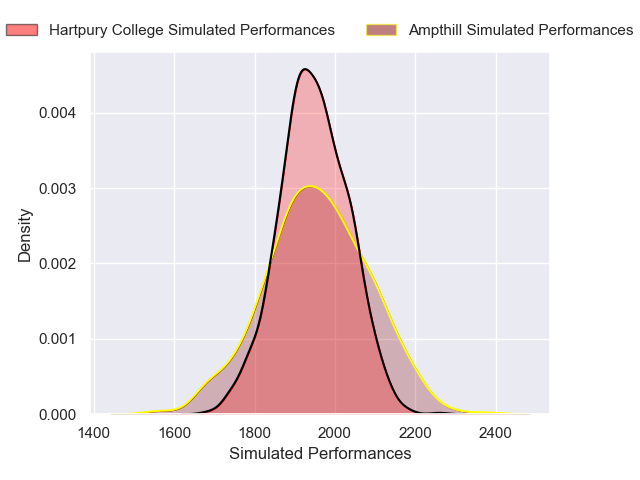 Hartpury College Simulated Performances
Ampthill Simulated Performances
0.004
0.003
0.002
0.001
0.000
Density
1400 1600 1800 2000 2200 2400
Simulated Performances